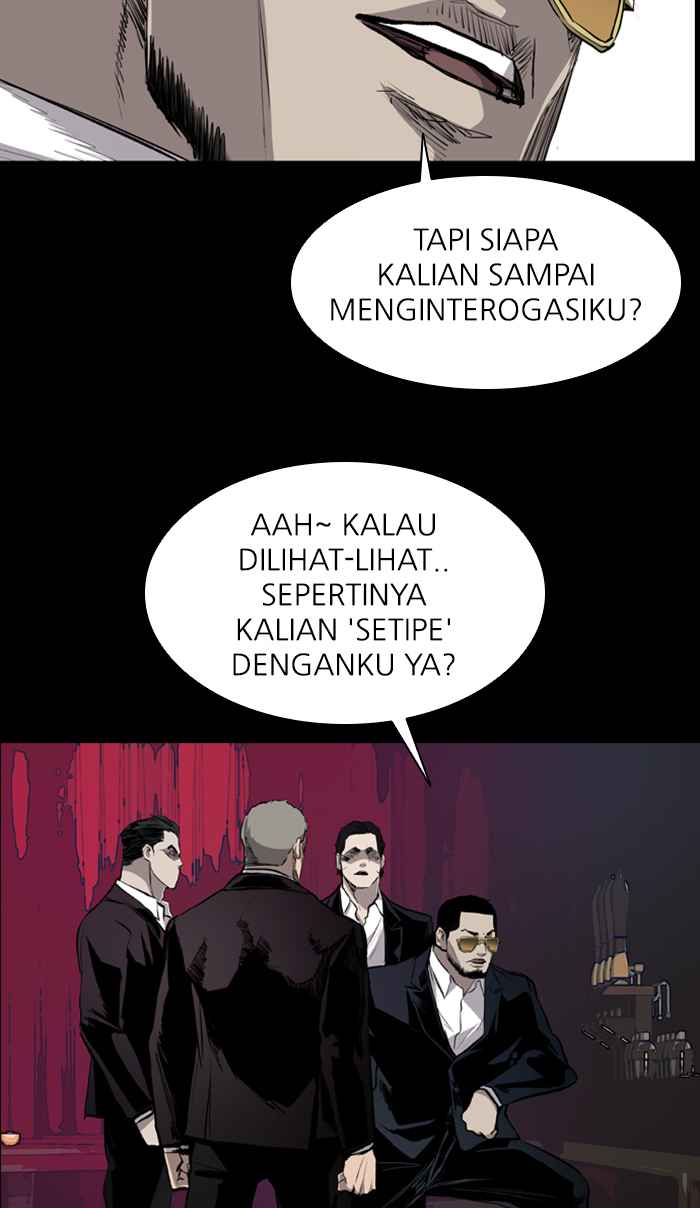 TAPI SIAPA
KALIAN SAMPAI
MENGINTEROGASIKU?
AAH~ KALAU
DILIHAT-LIHAT..
SEPERTINYA
KALIAN 'SETIPE'
DENGANKU YA?